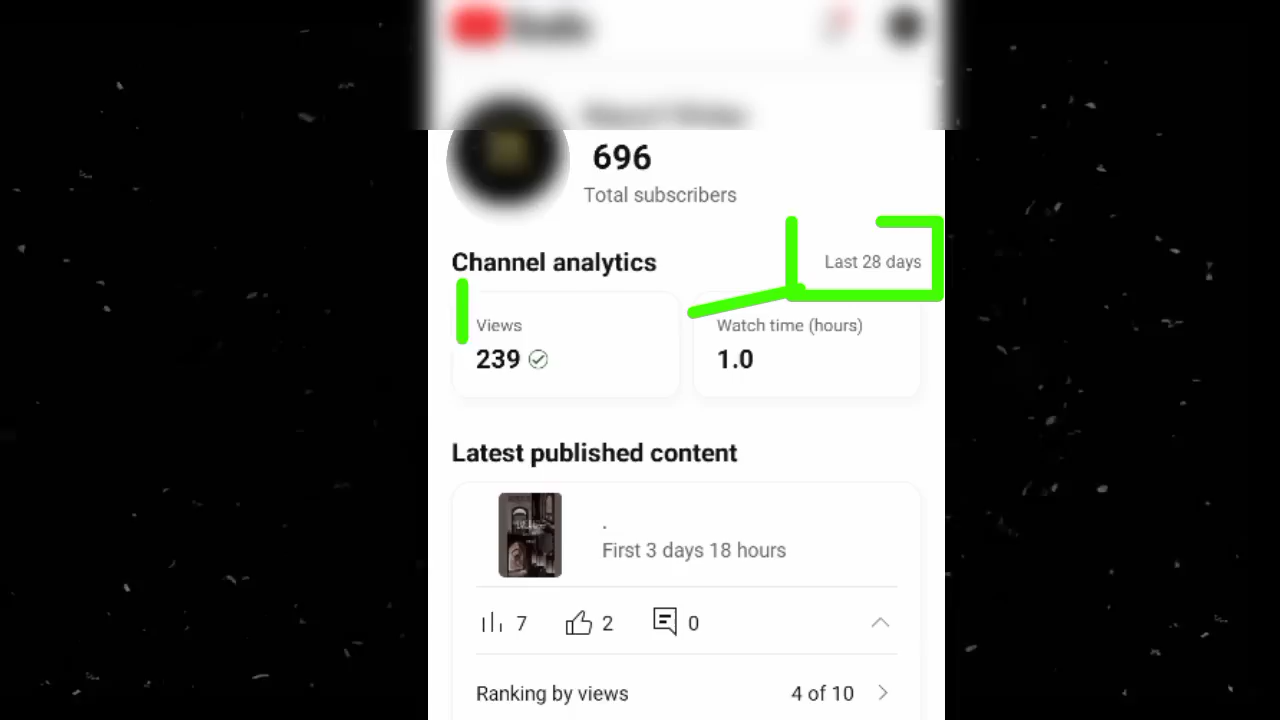 696
Total subscribers
Channel analytics
Last 28 days
Views
Watch time (hours)
239
1.0
Latest published content
.
First 3 days 18 hours
7 2 0
Ranking by views 4 of 10